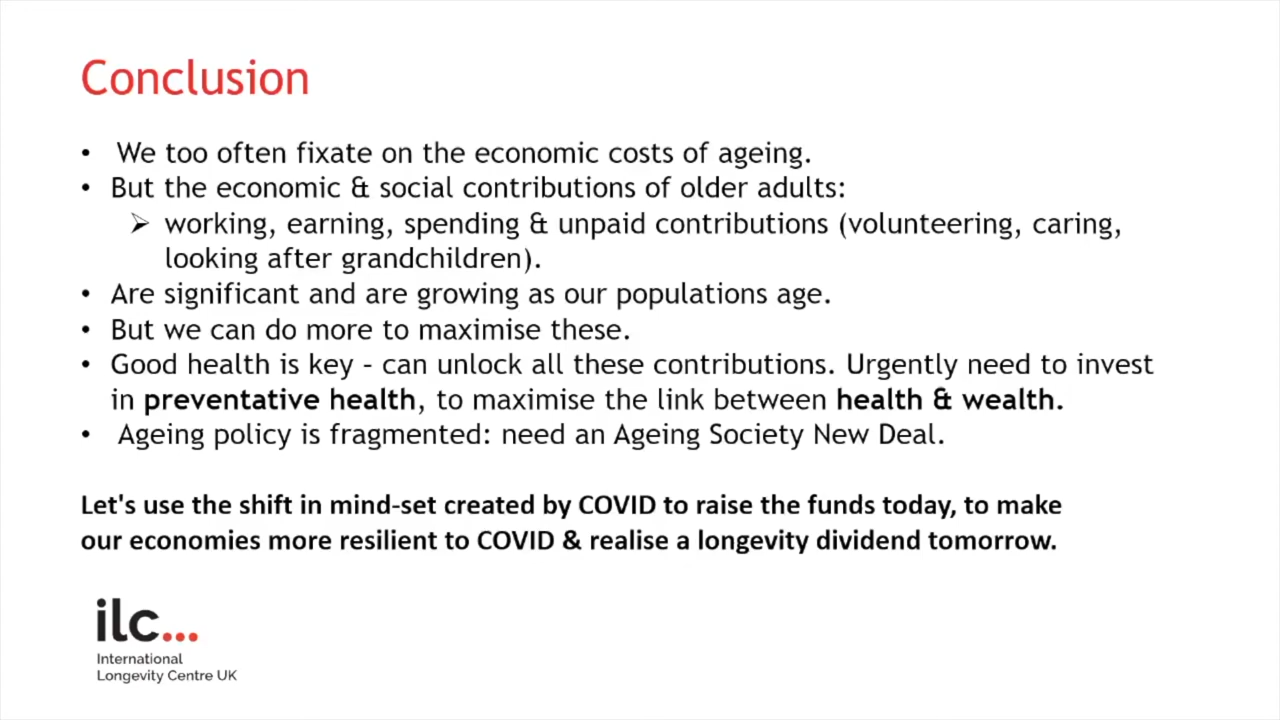 Conclusion
• We too often fixate on the economic costs of ageing.
• But the economic & social contributions of older adults:
➢ working, earning, spending & unpaid contributions (volunteering, caring,
looking after grandchildren).
• Are significant and are growing as our populations age.
• But we can do more to maximise these.
• Good health is key – can unlock all these contributions. Urgently need to invest
in preventative health, to maximise the link between health & wealth.
• Ageing policy is fragmented: need an Ageing Society New Deal.
Let's use the shift in mind-set created by COVID to raise the funds today, to make
our economies more resilient to COVID & realise a longevity dividend tomorrow.
ilc...
International
Longevity Centre UK